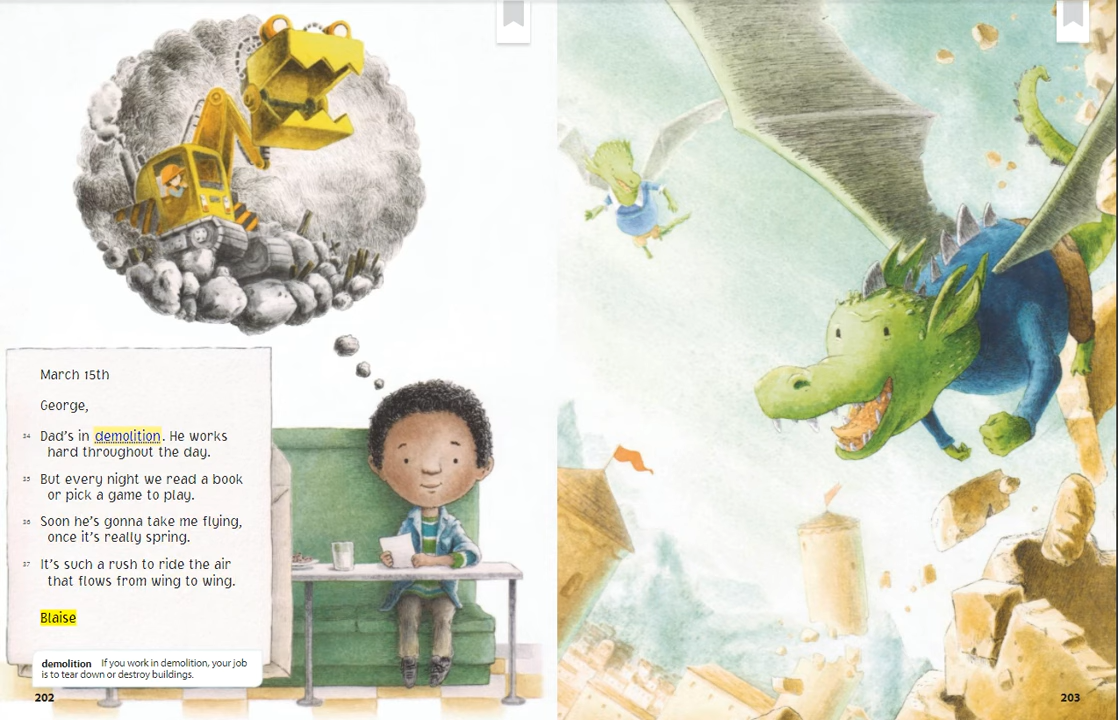 March 15th
George,
24 Dad's in demolition. He works
hard throughout the day.
25 But every night we read a book
or pick a game to play.
26 Soon he's gonna take me flying,
once it's really spring.
27 It's such a rush to ride the air
that flows from wing to wing.
Blaise
demolition If you work in demolition, your job
is to tear down or destroy buildings.
202
203